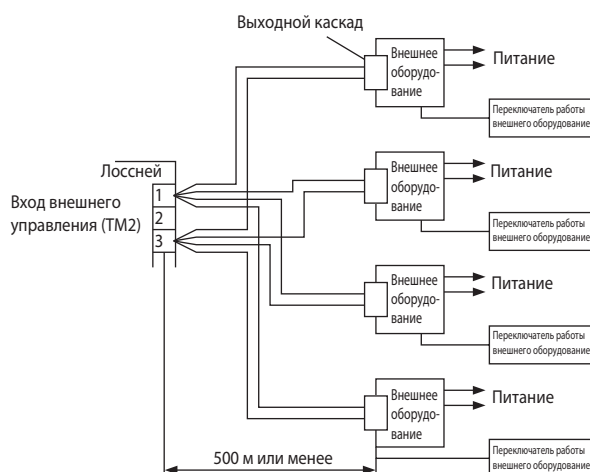 Выходной каскад
Внешнее
оборудо-
вание
Питание
Переключатель работы
внешнего оборудование
Лоссней
Вход внешнего
управления (TM2)
1
2
3
Внешнее
оборудо-
вание
Питание
Переключатель работы
внешнего оборудование
Внешнее
оборудо-
вание
Питание
Переключатель работы
внешнего оборудование
Внешнее
оборудо-
вание
Питание
Переключатель работы
внешнего оборудование
500 м или менее